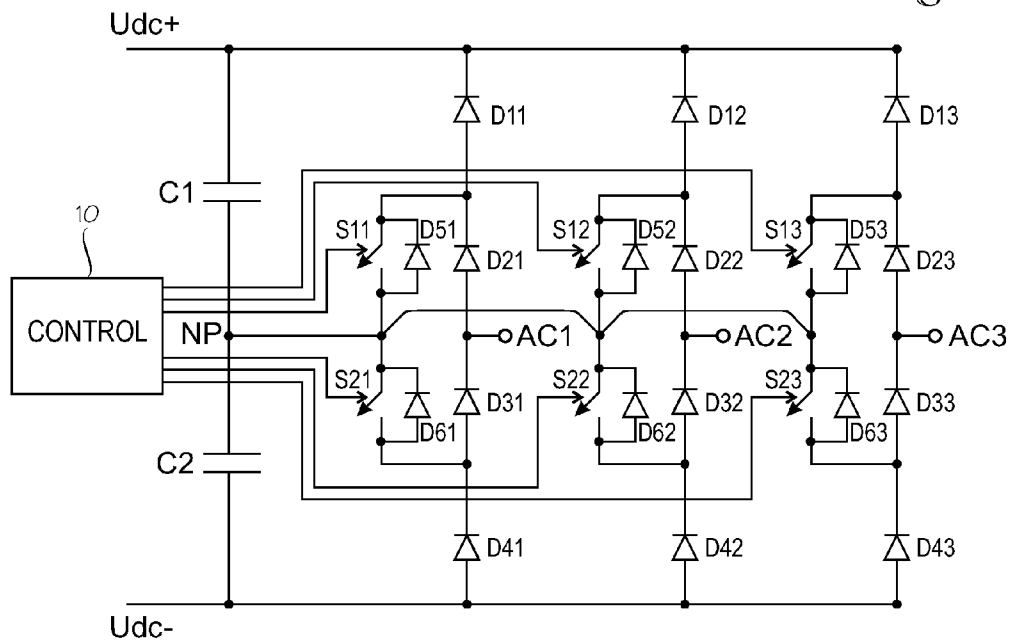 Udc+
D11
D12
D13
C1
10
S11
D51
D21
S12
D52
D22
S13
D53
D23
CONTROL
NP
AC1
AC2
AC3
S21
D61
D31
S22
D62
D32
S23
D63
D33
C2
D41
D42
D43
Udc-